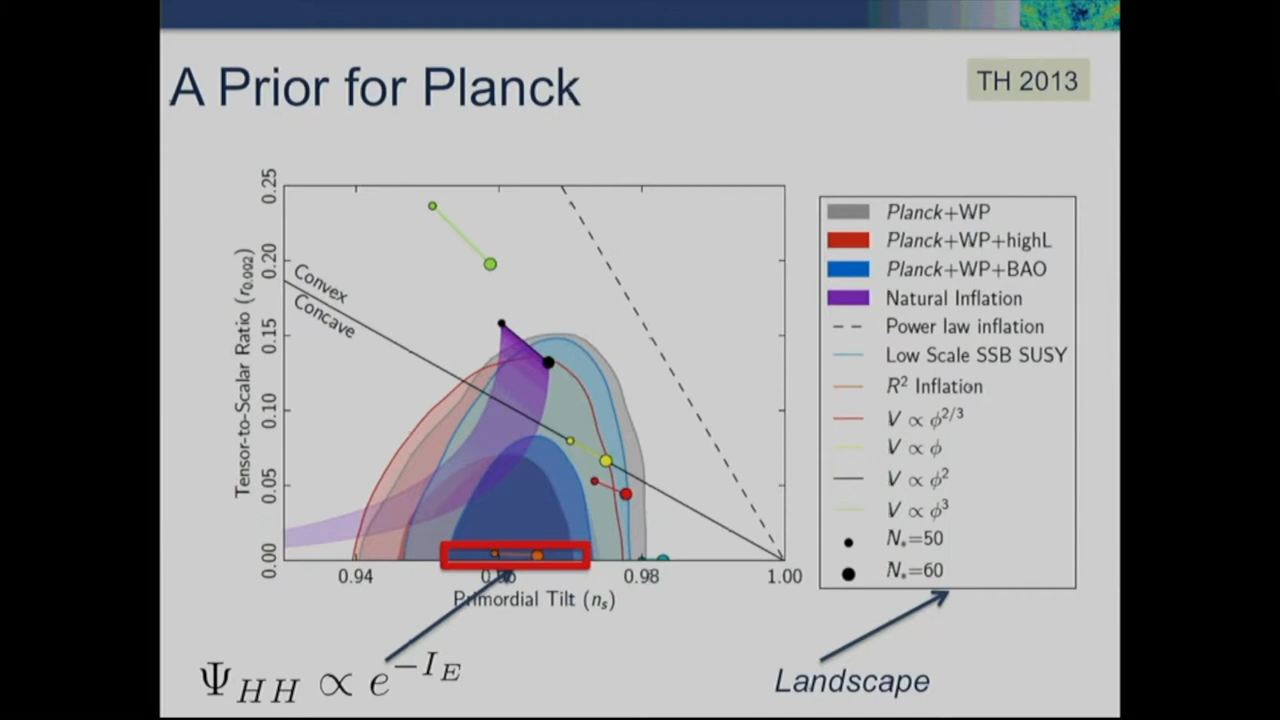 A Prior for Planck
TH 2013
Tensor-to-Scalar Ratio (r₀.₀₀₂)
0.25
0.20
0.15
0.10
0.05
0.00
Convex
Concave
0.94
0.98
1.00
Primordial Tilt (nₛ)
Planck+WP
Planck+WP+highL
Planck+WP+BAO
Natural Inflation
Power law inflation
Low Scale SSB SUSY
R² Inflation
V ∝ ϕ^{2/3}
V ∝ ϕ
V ∝ ϕ²
V ∝ ϕ³
N∗=50
N∗=60
Ψ_{HH} ∝ e^{−I_E}
Landscape